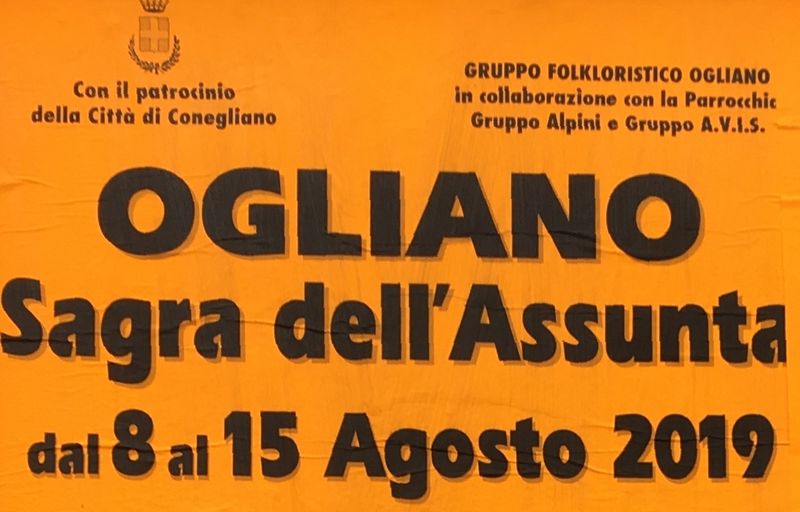 Con il patrocinio
della Città di Conegliano
GRUPPO FOLKLORISTICO OGLIANO
in collaborazione con la Parrocchia
Gruppo Alpini e Gruppo A.V.I.S.
OGLIANO
Sagra dell'Assunta
dal 8 al 15 Agosto 2019